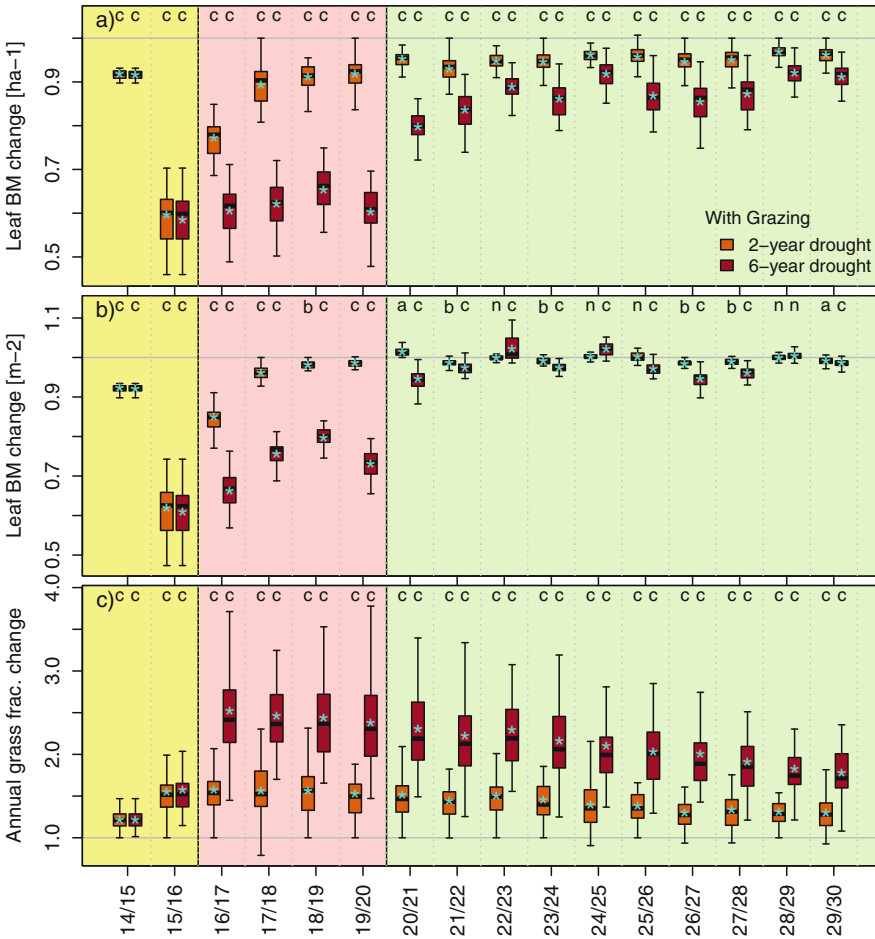 a) c c c c c c c c c c c c c c c c c c c c c c c c c c c c c c c c
Leaf BM change [ha−1]
0.9
0.7
0.5
With Grazing
2−year drought
6−year drought
b) c c c c c c c c b c c c a c b c n c b c n c n c b c b c n n a c
Leaf BM change [m−2]
1.1
0.9
0.7
0.5
c) c c c c c c c c c c c c c c c c c c c c c c c c c c c c c c c c
Annual grass frac. change
4.0
3.0
2.0
1.0
14/15 15/16 16/17 17/18 18/19 19/20 20/21 21/22 22/23 23/24 24/25 25/26 26/27 27/28 28/29 29/30